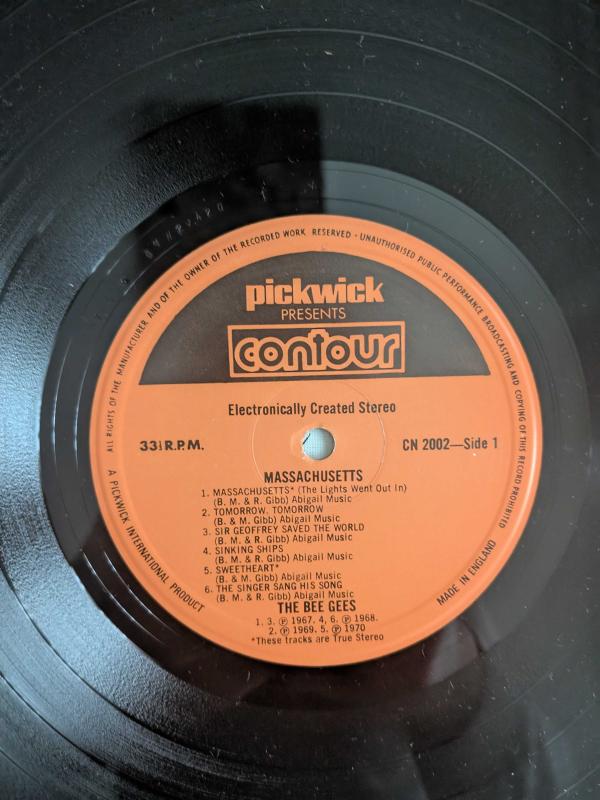 ALL RIGHTS OF THE MANUFACTURER AND OF THE OWNER OF THE RECORDED WORK RESERVED · UNAUTHORISED PUBLIC PERFORMANCE BROADCASTING AND COPYING OF THIS RECORD PROHIBITED
pickwick
PRESENTS
contour
Electronically Created Stereo
33⅓ R.P.M.
CN 2002—Side 1
MASSACHUSETTS
1. MASSACHUSETTS* (The Lights Went Out In)
(B. M. & R. Gibb) Abigail Music
2. TOMORROW, TOMORROW
(B. & M. Gibb) Abigail Music
3. SIR GEOFFREY SAVED THE WORLD
(B. M. & R. Gibb) Abigail Music
4. SINKING SHIPS
(B. M. & R. Gibb) Abigail Music
5. SWEETHEART*
(B. & M. Gibb) Abigail Music
6. THE SINGER SANG HIS SONG
(B. M. & R. Gibb) Abigail Music
THE BEE GEES
1. 3. ℗ 1967. 4, 6. ℗ 1968.
2. ℗ 1969. 5. ℗ 1970
*These tracks are True Stereo
A PICKWICK INTERNATIONAL PRODUCT
MADE IN ENGLAND